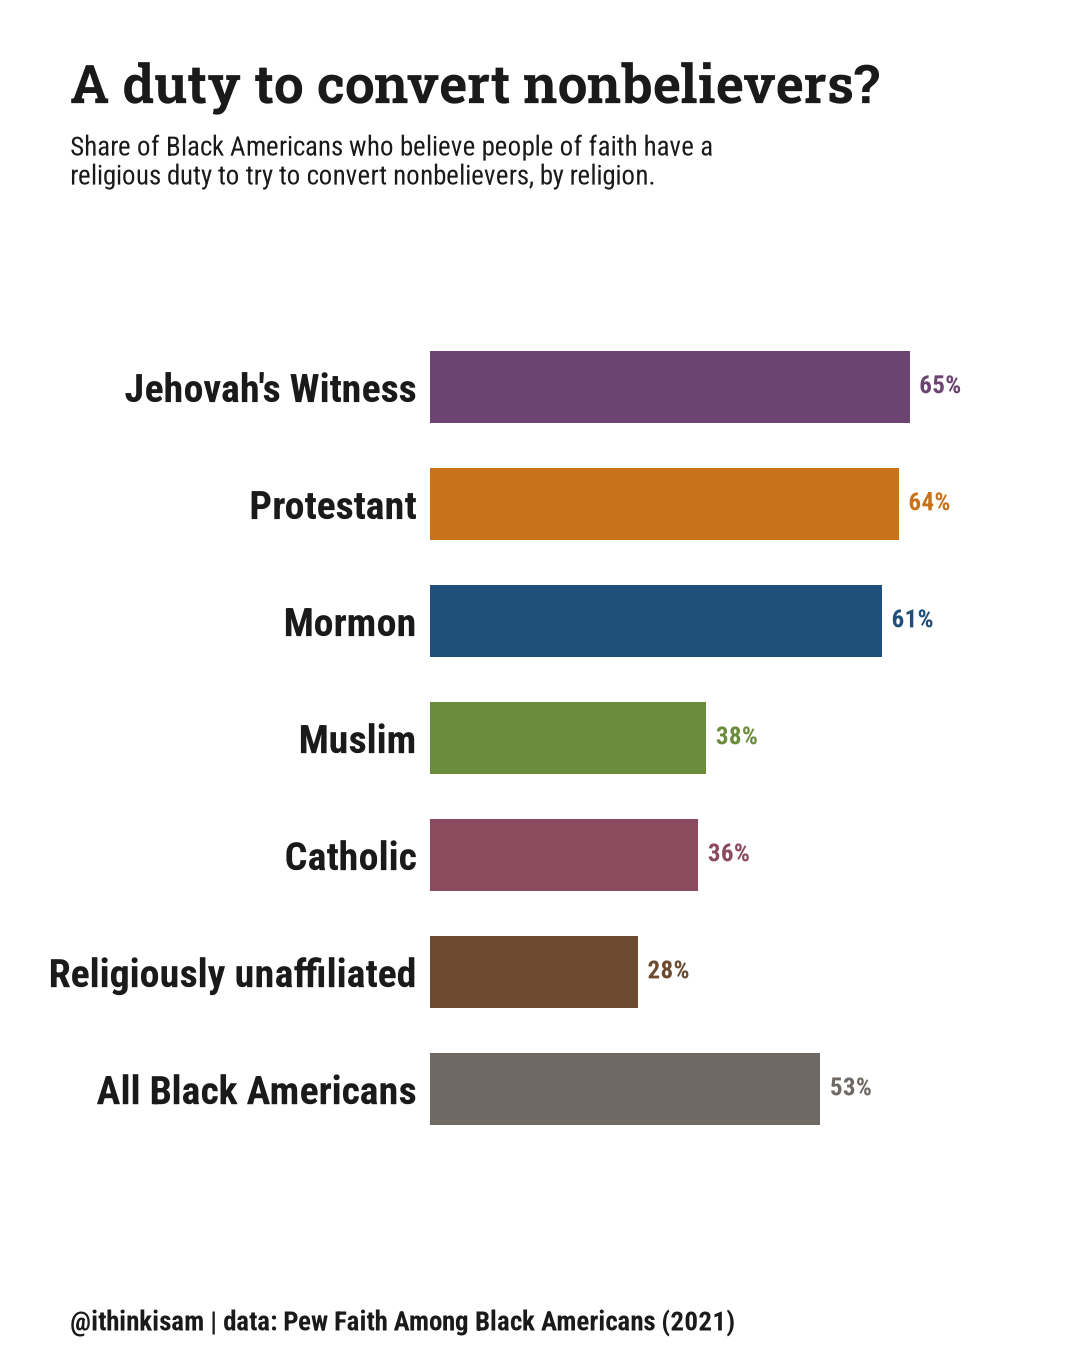 A duty to convert nonbelievers?
Share of Black Americans who believe people of faith have a
religious duty to try to convert nonbelievers, by religion.
Jehovah's Witness 65%
Protestant 64%
Mormon 61%
Muslim 38%
Catholic 36%
Religiously unaffiliated 28%
All Black Americans 53%
@ithinkisam | data: Pew Faith Among Black Americans (2021)